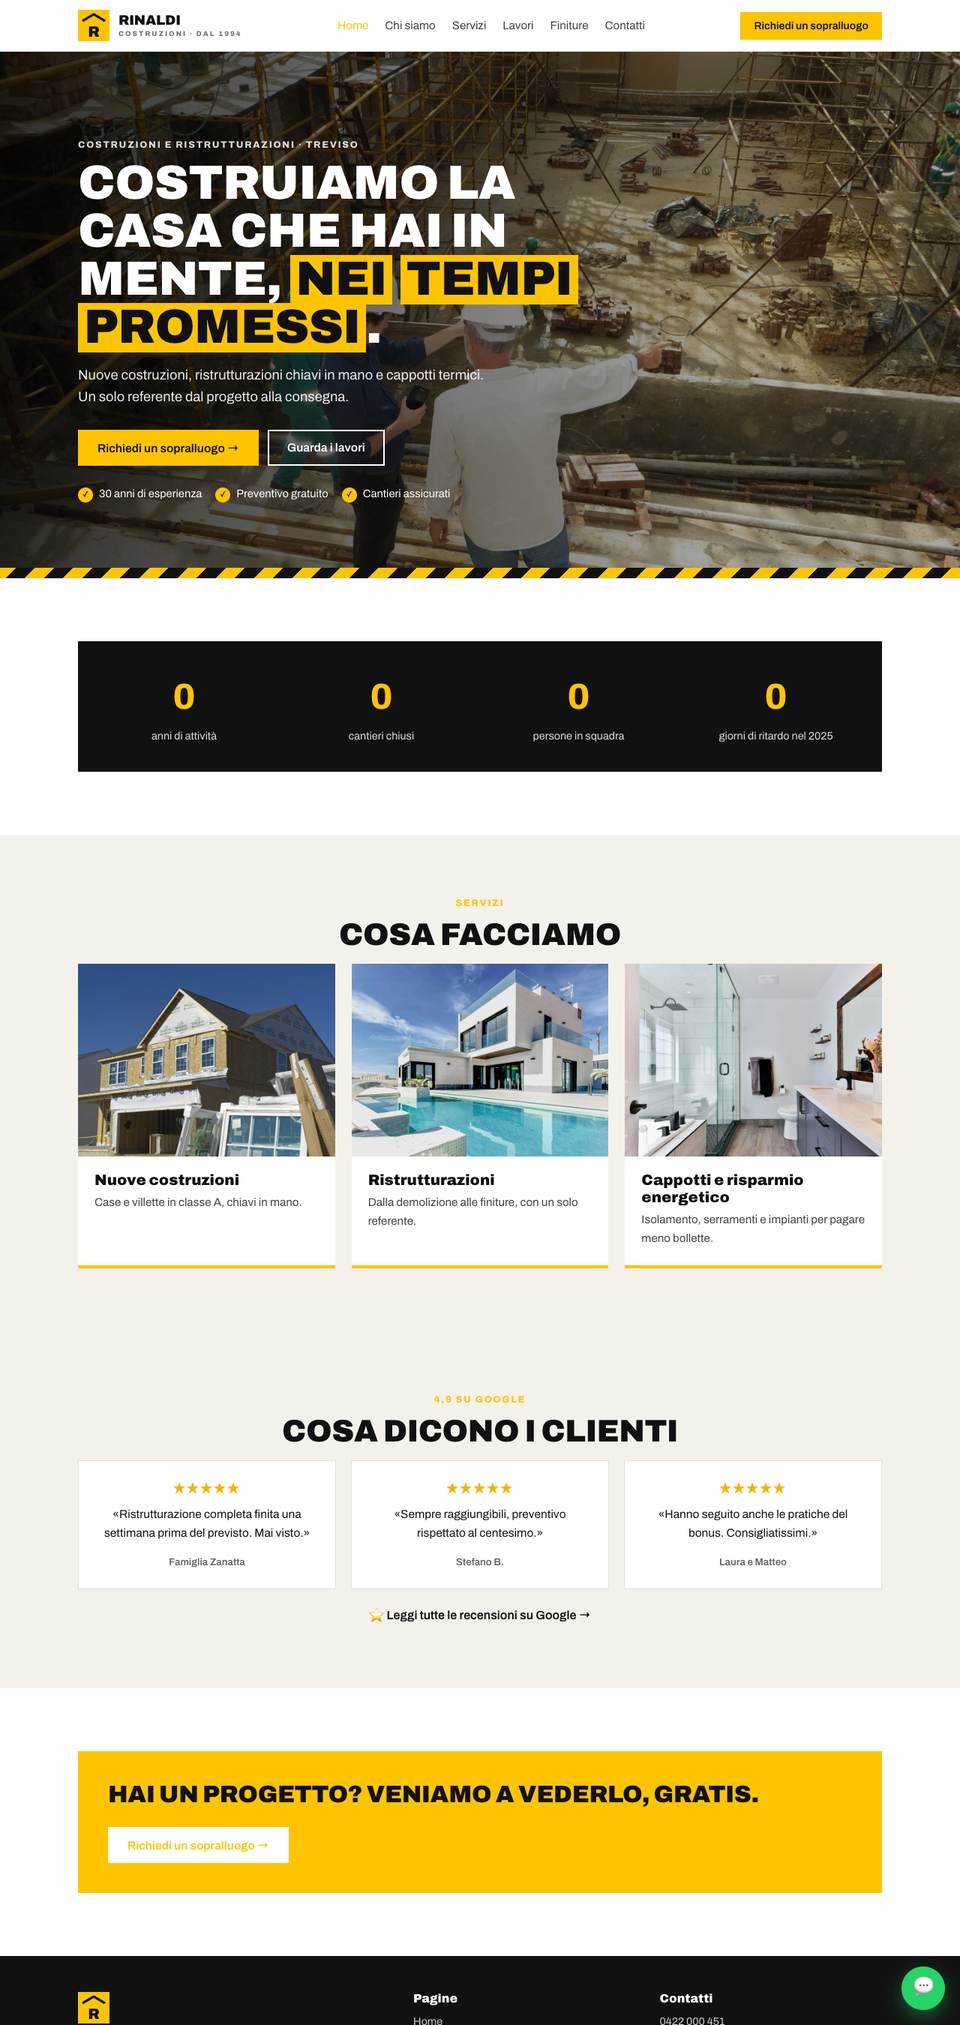 RINALDI
COSTRUZIONI · DAL 1994
Home Chi siamo Servizi Lavori Finiture Contatti
Richiedi un sopralluogo
COSTRUZIONI E RISTRUTTURAZIONI · TREVISO
COSTRUIAMO LA
CASA CHE HAI IN
MENTE, NEI TEMPI
PROMESSI.
Nuove costruzioni, ristrutturazioni chiavi in mano e cappotti termici.
Un solo referente dal progetto alla consegna.
Richiedi un sopralluogo → Guarda i lavori
✓ 30 anni di esperienza ✓ Preventivo gratuito ✓ Cantieri assicurati
0 0 0 0
anni di attività cantieri chiusi persone in squadra giorni di ritardo nel 2025
SERVIZI
COSA FACCIAMO
Nuove costruzioni
Case e villette in classe A, chiavi in mano.
Ristrutturazioni
Dalla demolizione alle finiture, con un solo
referente.
Cappotti e risparmio
energetico
Isolamento, serramenti e impianti per pagare
meno bollette.
4,9 SU GOOGLE
COSA DICONO I CLIENTI
★★★★★
«Ristrutturazione completa finita una
settimana prima del previsto. Mai visto.»
Famiglia Zanatta
★★★★★
«Sempre raggiungibili, preventivo
rispettato al centesimo.»
Stefano B.
★★★★★
«Hanno seguito anche le pratiche del
bonus. Consigliatissimi.»
Laura e Matteo
⭐ Leggi tutte le recensioni su Google →
HAI UN PROGETTO? VENIAMO A VEDERLO, GRATIS.
Richiedi un sopralluogo →
R
Pagine
Home
Contatti
0422 000 451